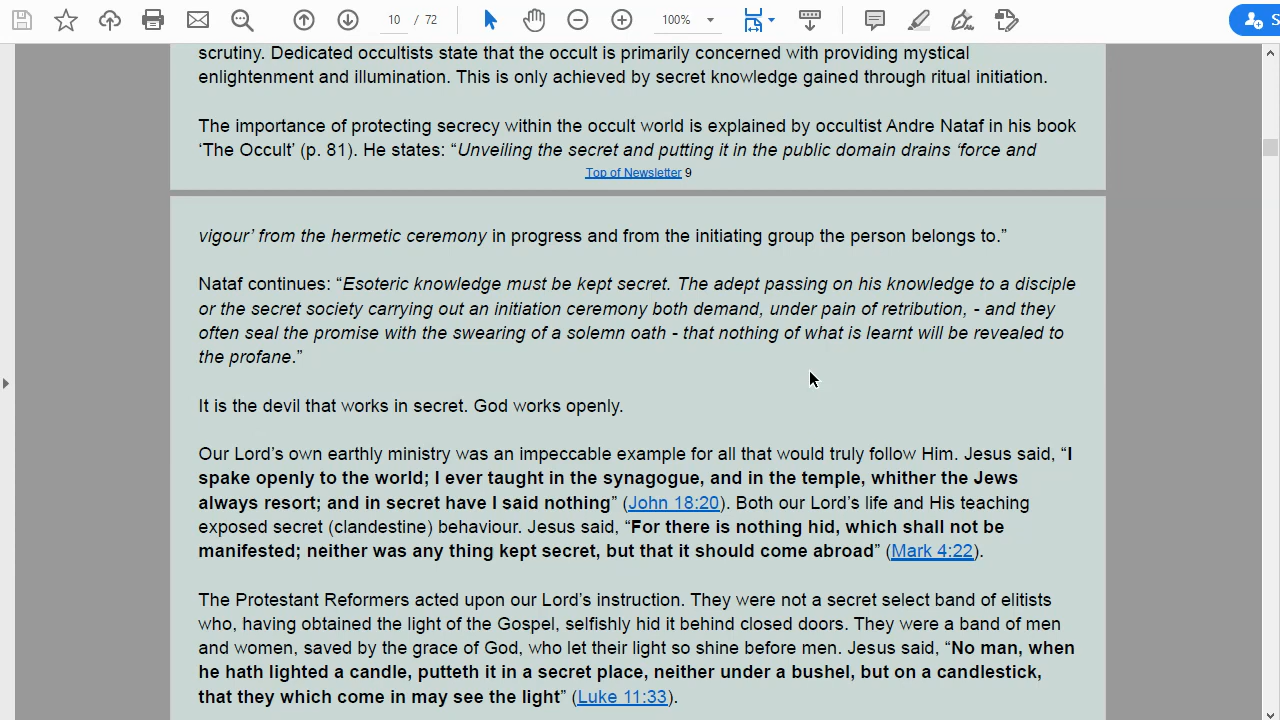 10 / 72
100%
S
scrutiny. Dedicated occultists state that the occult is primarily concerned with providing mystical
enlightenment and illumination. This is only achieved by secret knowledge gained through ritual initiation.
The importance of protecting secrecy within the occult world is explained by occultist Andre Nataf in his book
‘The Occult’ (p. 81). He states: “Unveiling the secret and putting it in the public domain drains ‘force and
Top of Newsletter 9
vigour’ from the hermetic ceremony in progress and from the initiating group the person belongs to.”
Nataf continues: “Esoteric knowledge must be kept secret. The adept passing on his knowledge to a disciple
or the secret society carrying out an initiation ceremony both demand, under pain of retribution, - and they
often seal the promise with the swearing of a solemn oath - that nothing of what is learnt will be revealed to
the profane.”
It is the devil that works in secret. God works openly.
Our Lord’s own earthly ministry was an impeccable example for all that would truly follow Him. Jesus said, “I
spake openly to the world; I ever taught in the synagogue, and in the temple, whither the Jews
always resort; and in secret have I said nothing” (John 18:20). Both our Lord’s life and His teaching
exposed secret (clandestine) behaviour. Jesus said, “For there is nothing hid, which shall not be
manifested; neither was any thing kept secret, but that it should come abroad” (Mark 4:22).
The Protestant Reformers acted upon our Lord’s instruction. They were not a secret select band of elitists
who, having obtained the light of the Gospel, selfishly hid it behind closed doors. They were a band of men
and women, saved by the grace of God, who let their light so shine before men. Jesus said, “No man, when
he hath lighted a candle, putteth it in a secret place, neither under a bushel, but on a candlestick,
that they which come in may see the light” (Luke 11:33).